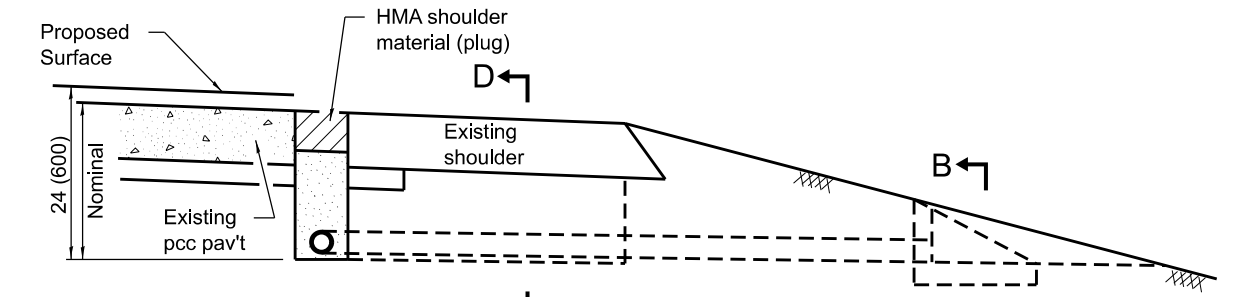 Proposed
Surface
HMA shoulder
material (plug)
D
Existing
shoulder
B
24 (600)
Nominal
Existing
pcc pav't